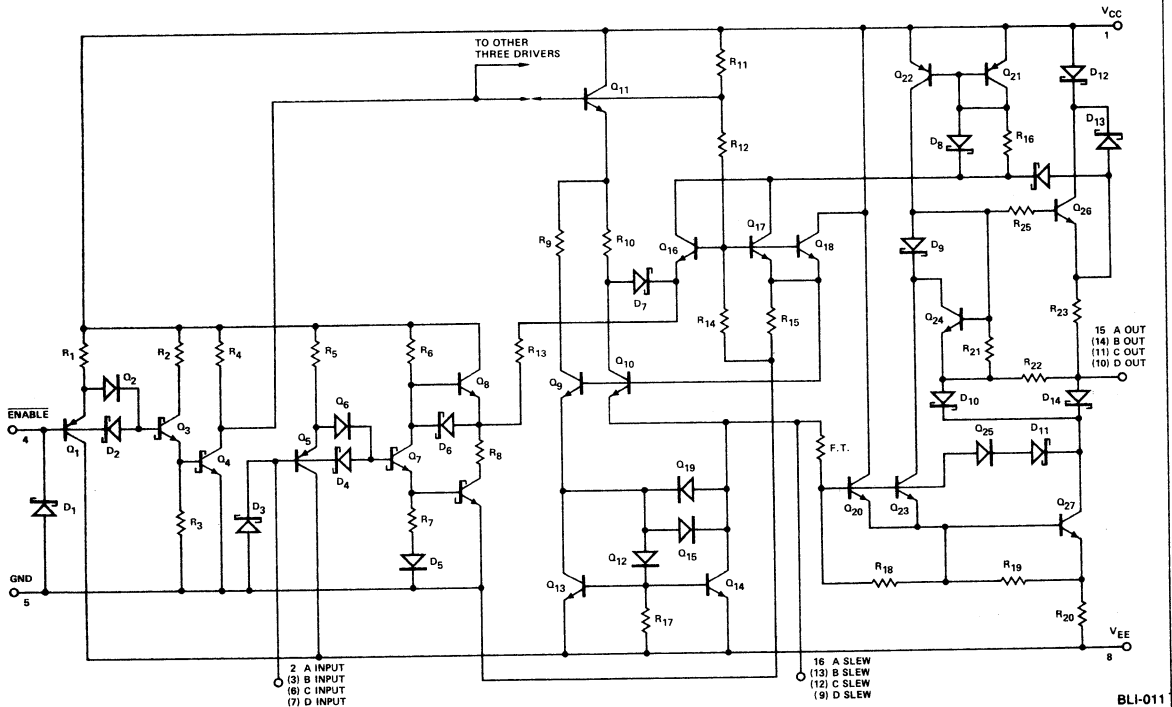 VCC
1
TO OTHER
THREE DRIVERS
R11
Q22
Q21
D12
Q11
D13
R12
D8
R16
Q17
Q26
R9
R10
Q16
Q18
R25
D9
D7
R14
R15
Q24
R23
R21
15 A OUT
(14) B OUT
(11) C OUT
(10) D OUT
R1
R2
R4
R5
R6
R13
R22
Q2
Q8
Q9
Q10
D10
D14
ENABLE
4
Q6
Q1
D2
Q3
Q5
D6
Q25
D11
Q4
D4
Q7
R8
F.T.
Q19
D1
R3
D3
R7
Q20
Q23
Q27
Q15
D5
Q12
GND
5
Q13
Q14
R18
R19
R17
R20
VEE
8
2 A INPUT
(3) B INPUT
(6) C INPUT
(7) D INPUT
16 A SLEW
(13) B SLEW
(12) C SLEW
(9) D SLEW
BLI-011